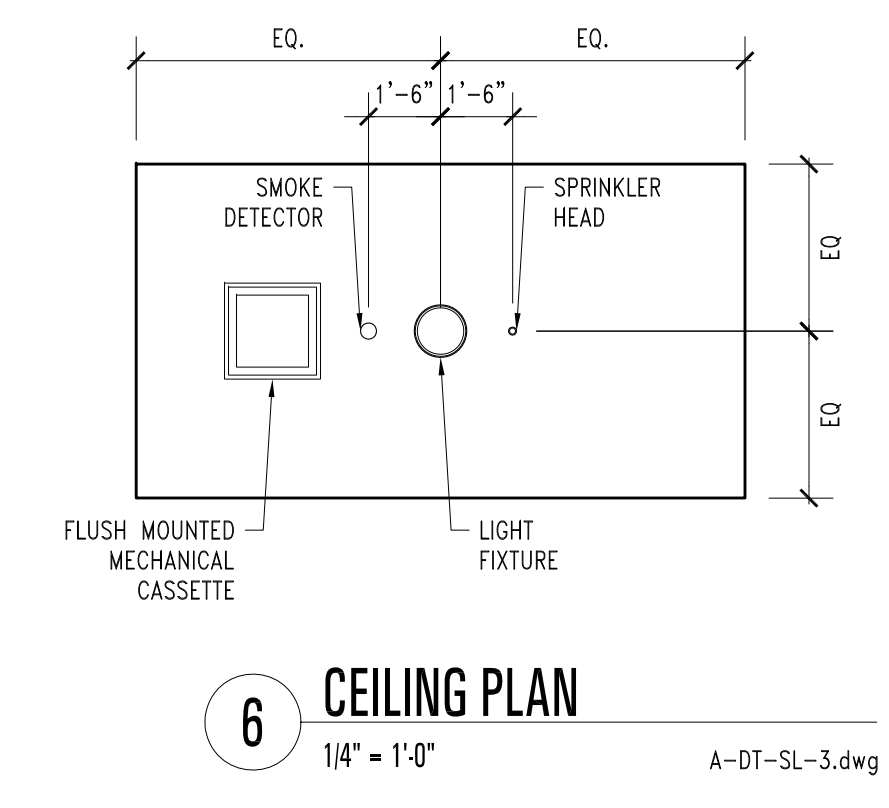 EQ.
EQ.
1'-6"
1'-6"
SMOKE
DETECTOR
SPRINKLER
HEAD
EQ
EQ
FLUSH MOUNTED
MECHANICAL
CASSETTE
LIGHT
FIXTURE
6
CEILING PLAN
1/4" = 1'-0"
A-DT-SL-3.dwg